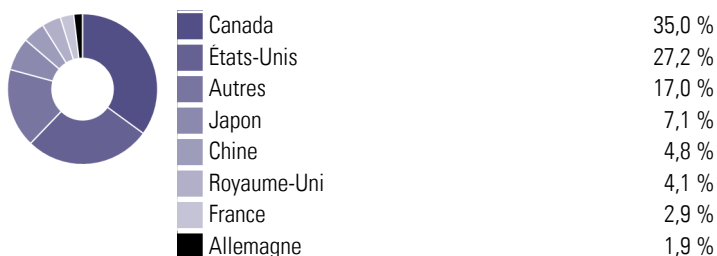 Canada 35,0 %
États-Unis 27,2 %
Autres 17,0 %
Japon 7,1 %
Chine 4,8 %
Royaume-Uni 4,1 %
France 2,9 %
Allemagne 1,9 %